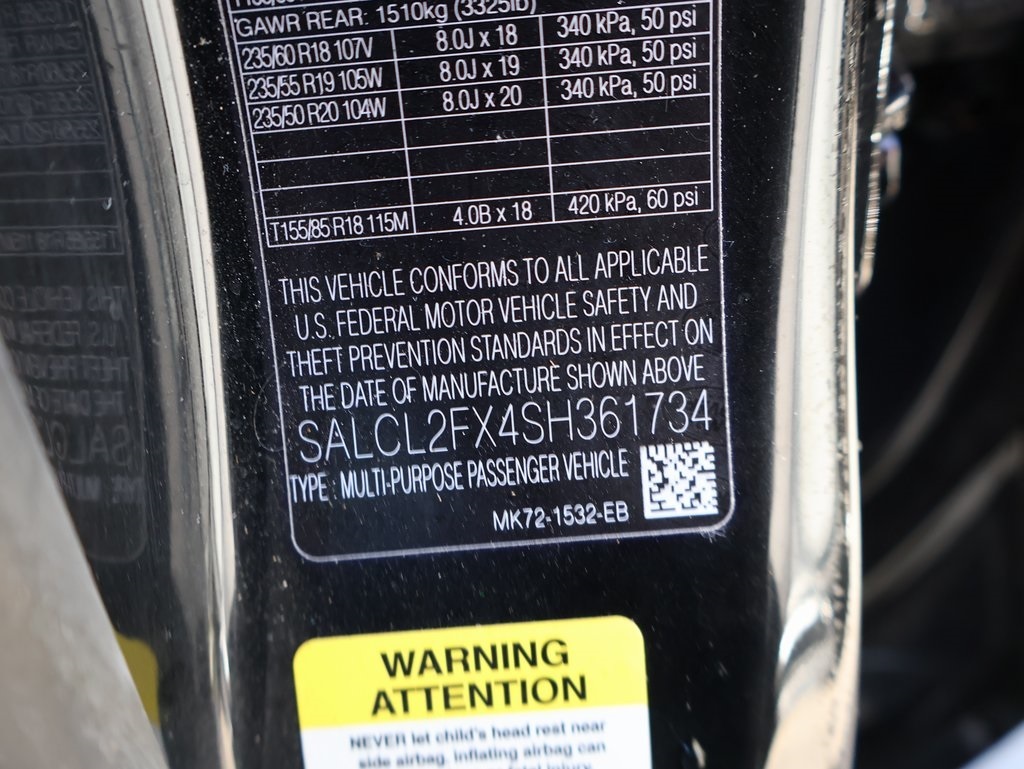 GAWR REAR: 1510kg (3325lb)
235/60 R18 107V 8.0J x 18 340 kPa, 50 psi
235/55 R19 105W 8.0J x 19 340 kPa, 50 psi
235/50 R20 104W 8.0J x 20 340 kPa, 50 psi
T155/85 R18 115M 4.0B x 18 420 kPa, 60 psi
THIS VEHICLE CONFORMS TO ALL APPLICABLE
U.S. FEDERAL MOTOR VEHICLE SAFETY AND
THEFT PREVENTION STANDARDS IN EFFECT ON
THE DATE OF MANUFACTURE SHOWN ABOVE
SALCL2FX4SH361734
TYPE: MULTI-PURPOSE PASSENGER VEHICLE
MK72-1532-EB
WARNING
ATTENTION
NEVER let child's head rest near
side airbag, inflating airbag can